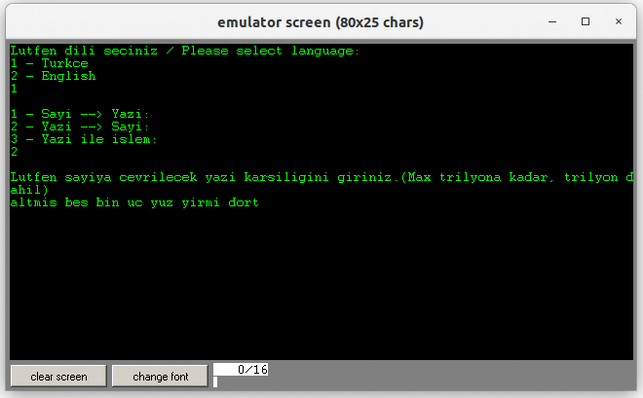 emulator screen (80x25 chars)
Lutfen dili seciniz / Please select language:
1 - Turkce
2 - English
1
1 - Sayi --> Yazi:
2 - Yazi --> Sayi:
3 - Yazi ile islem:
2
Lutfen sayiya cevrilecek yazi karsiligini giriniz.(Max trilyona kadar, trilyon d
ahil)
altmis bes bin uc yuz yirmi dort
clear screen
change font
0/16